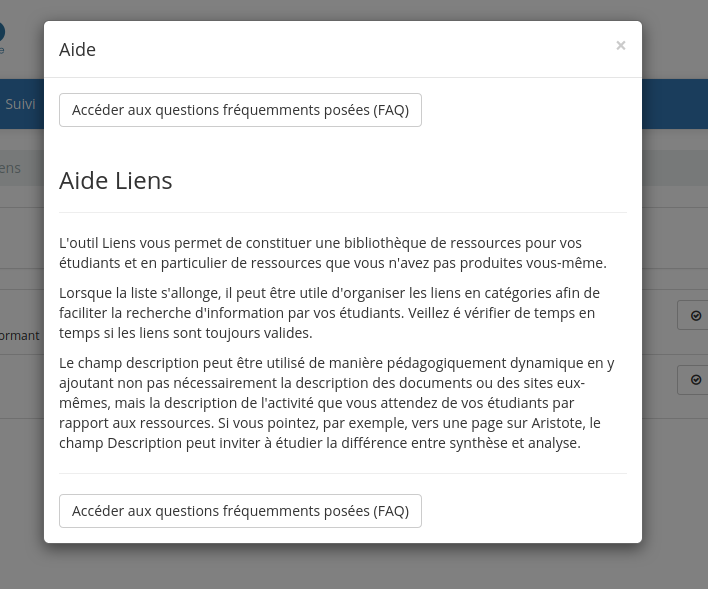 Aide
×
Suivi
Accéder aux questions fréquemments posées (FAQ)
ens
Aide Liens
L'outil Liens vous permet de constituer une bibliothèque de ressources pour vos
étudiants et en particulier de ressources que vous n'avez pas produites vous-même.
Lorsque la liste s'allonge, il peut être utile d'organiser les liens en catégories afin de
faciliter la recherche d'information par vos étudiants. Veillez é vérifier de temps en
temps si les liens sont toujours valides.
ormant
Le champ description peut être utilisé de manière pédagogiquement dynamique en y
ajoutant non pas nécessairement la description des documents ou des sites eux-
mêmes, mais la description de l'activité que vous attendez de vos étudiants par
rapport aux ressources. Si vous pointez, par exemple, vers une page sur Aristote, le
champ Description peut inviter à étudier la différence entre synthèse et analyse.
Accéder aux questions fréquemments posées (FAQ)